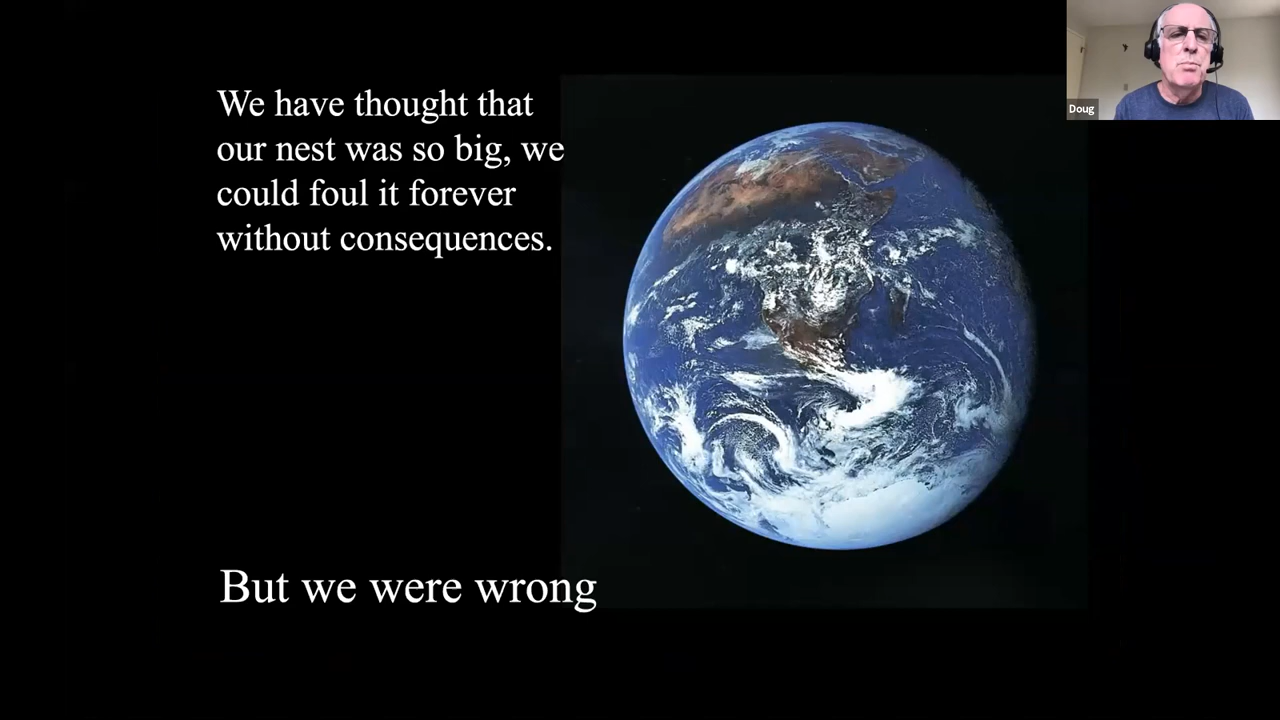 We have thought that
our nest was so big, we
could foul it forever
without consequences.
But we were wrong
Doug